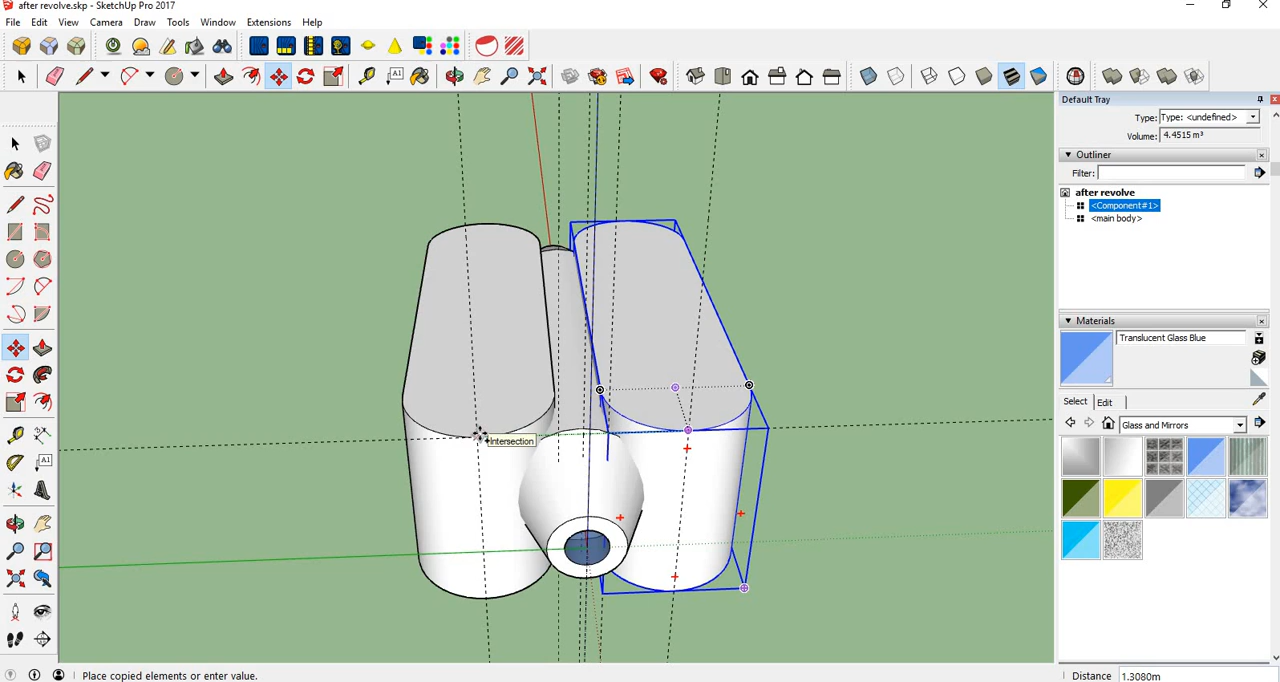 after revolve.skp - SketchUp Pro 2017
File Edit View Camera Draw Tools Window Extensions Help
A1
Default Tray
Type: Type: <undefined>
Volume: 4.4515 m³
Outliner
Filter:
after revolve
<Component#1>
<main body>
Materials
Translucent Glass Blue
Select Edit
Glass and Mirrors
Intersection
Place copied elements or enter value.
Distance 1.3080m